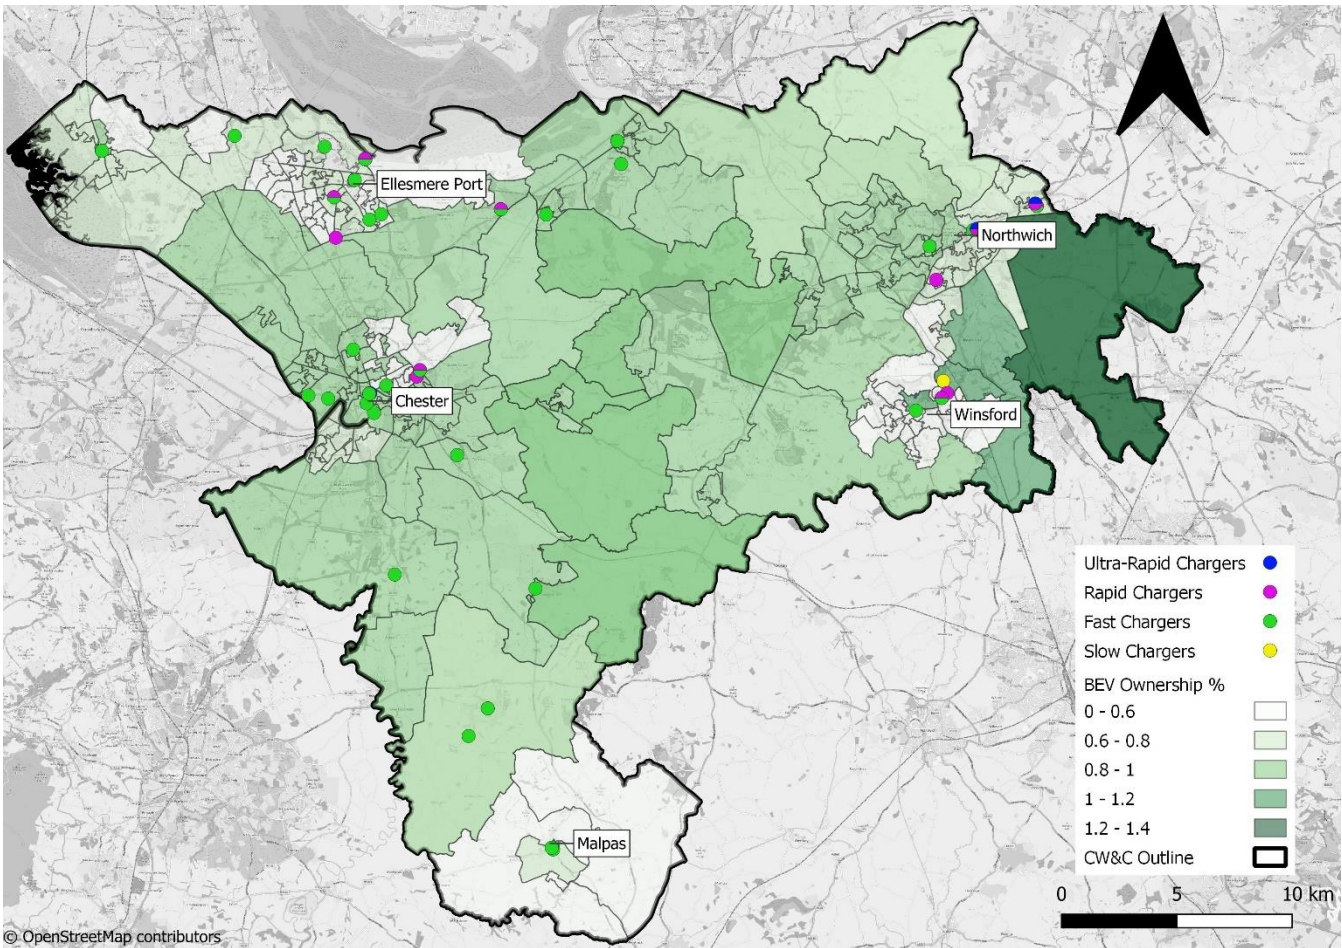 Ellesmere Port
Northwich
Chester
Winsford
Malpas
Ultra-Rapid Chargers
Rapid Chargers
Fast Chargers
Slow Chargers
BEV Ownership %
0 - 0.6
0.6 - 0.8
0.8 - 1
1 - 1.2
1.2 - 1.4
CW&C Outline
0 5 10 km
© OpenStreetMap contributors